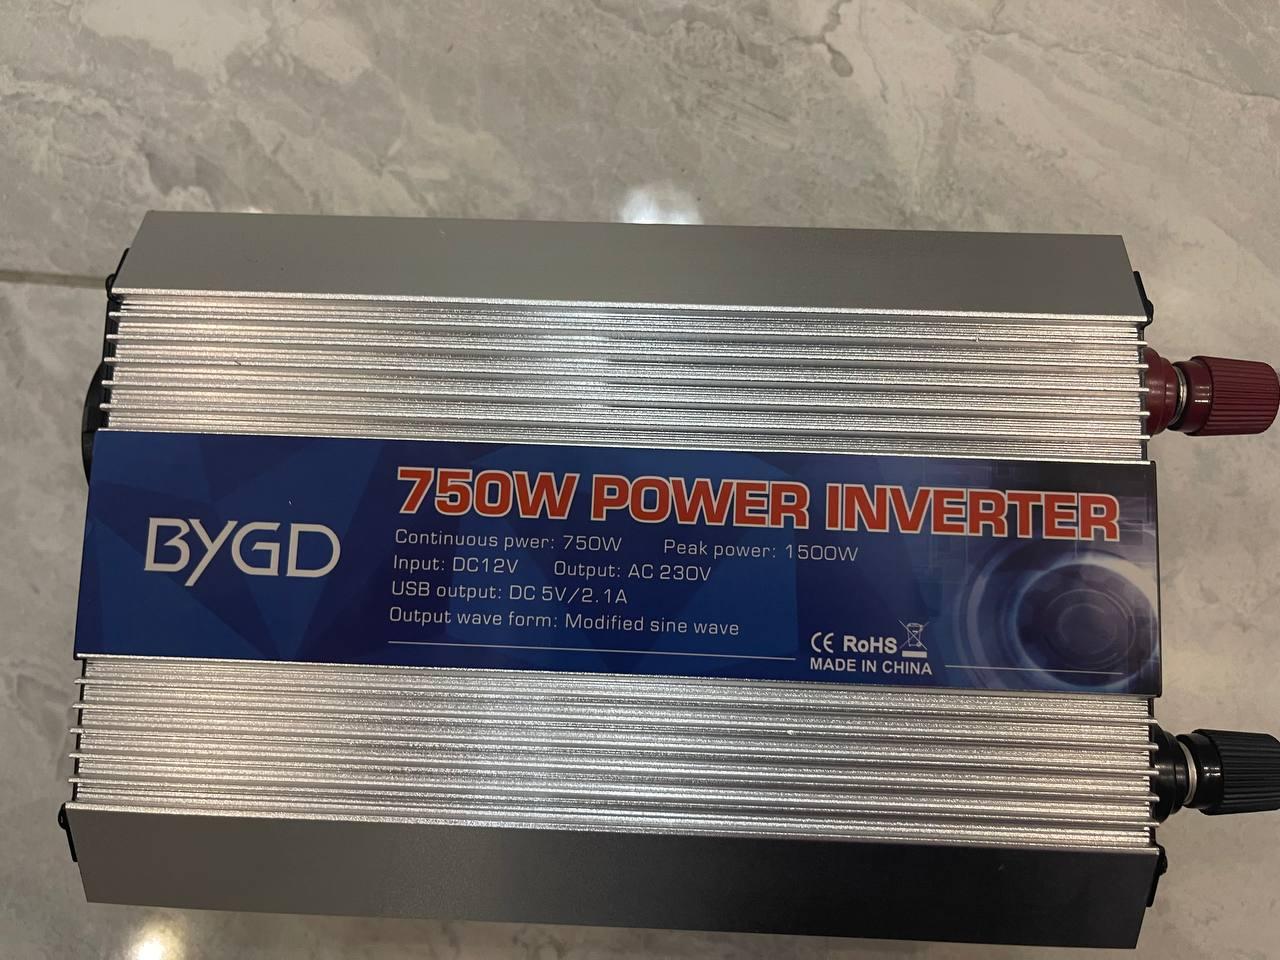 BYGD
750W POWER INVERTER
Continuous pwer: 750W Peak power: 1500W
Input: DC12V Output: AC 230V
USB output: DC 5V/2.1A
Output wave form: Modified sine wave
CE RoHS
MADE IN CHINA